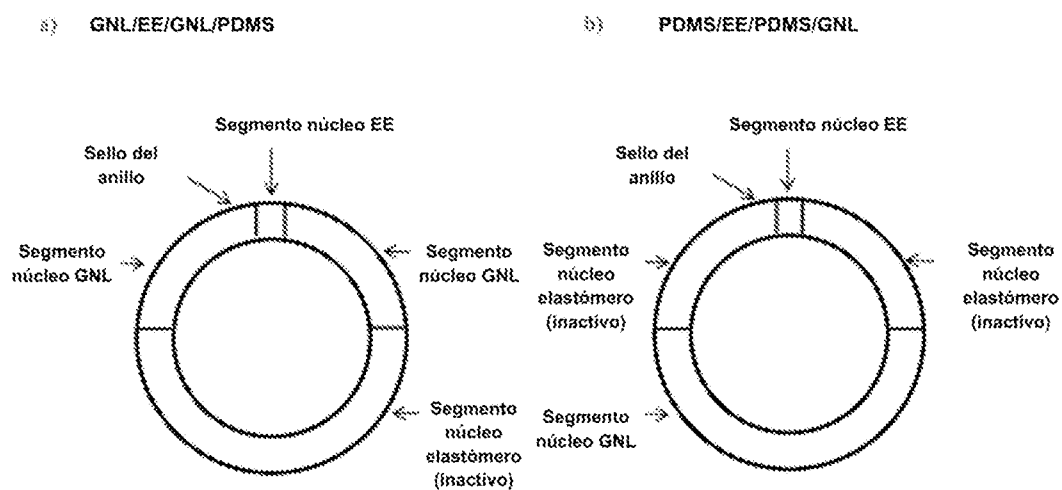 a) GNL/EE/GNL/PDMS
Segmento núcleo EE
Sello del
anillo
Segmento
núcleo GNL
Segmento
núcleo GNL
Segmento
núcleo
elastómero
(inactivo)
b) PDMS/EE/PDMS/GNL
Segmento núcleo EE
Sello del
anillo
Segmento
núcleo
elastómero
(inactivo)
Segmento
núcleo
elastómero
(inactivo)
Segmento
núcleo GNL